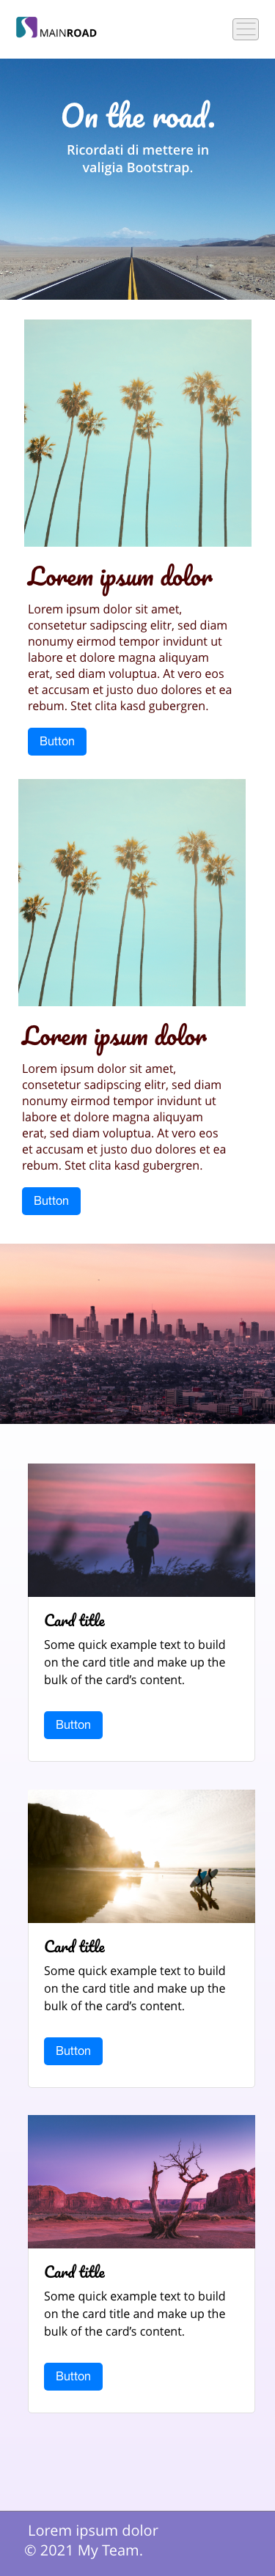 MAINROAD
On the road.
Ricordati di mettere in
valigia Bootstrap.
Lorem ipsum dolor
Lorem ipsum dolor sit amet,
consetetur sadipscing elitr, sed diam
nonumy eirmod tempor invidunt ut
labore et dolore magna aliquyam
erat, sed diam voluptua. At vero eos
et accusam et justo duo dolores et ea
rebum. Stet clita kasd gubergren.
Button
Lorem ipsum dolor
Lorem ipsum dolor sit amet,
consetetur sadipscing elitr, sed diam
nonumy eirmod tempor invidunt ut
labore et dolore magna aliquyam
erat, sed diam voluptua. At vero eos
et accusam et justo duo dolores et ea
rebum. Stet clita kasd gubergren.
Button
Card title
Some quick example text to build
on the card title and make up the
bulk of the card’s content.
Button
Card title
Some quick example text to build
on the card title and make up the
bulk of the card’s content.
Button
Card title
Some quick example text to build
on the card title and make up the
bulk of the card’s content.
Button
Lorem ipsum dolor
© 2021 My Team.